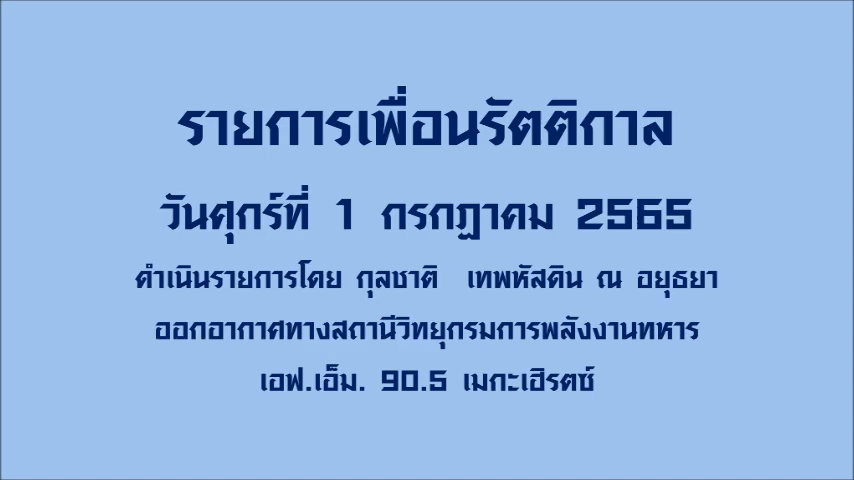 รายการเพื่อนรัตติกาล
วันศุกร์ที่ 1 กรกฎาคม 2565
ดำเนินรายการโดย กุลชาติ เทพหัสดิน ณ อยุธยา
ออกอากาศทางสถานีวิทยุกรมการพลังงานทหาร
เอฟ.เอ็ม. 90.5 เมกะเฮิรตซ์